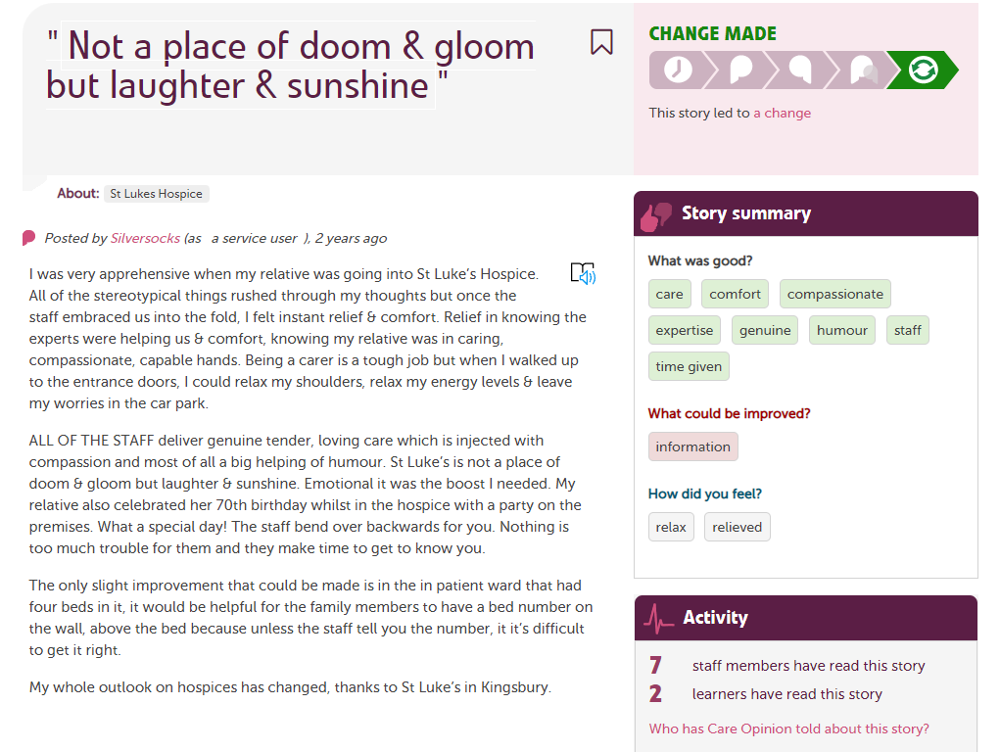 " Not a place of doom & gloom
but laughter & sunshine "
About: St Lukes Hospice
Posted by Silversocks (as a service user ), 2 years ago
I was very apprehensive when my relative was going into St Luke's Hospice.
All of the stereotypical things rushed through my thoughts but once the
staff embraced us into the fold, I felt instant relief & comfort. Relief in knowing the
experts were helping us & comfort, knowing my relative was in caring,
compassionate, capable hands. Being a carer is a tough job but when I walked up
to the entrance doors, I could relax my shoulders, relax my energy levels & leave
my worries in the car park.
ALL OF THE STAFF deliver genuine tender, loving care which is injected with
compassion and most of all a big helping of humour. St Luke's is not a place of
doom & gloom but laughter & sunshine. Emotional it was the boost I needed. My
relative also celebrated her 70th birthday whilst in the hospice with a party on the
premises. What a special day! The staff bend over backwards for you. Nothing is
too much trouble for them and they make time to get to know you.
The only slight improvement that could be made is in the in patient ward that had
four beds in it, it would be helpful for the family members to have a bed number on
the wall, above the bed because unless the staff tell you the number, it it's difficult
to get it right.
My whole outlook on hospices has changed, thanks to St Luke's in Kingsbury.
CHANGE MADE
This story led to a change
Story summary
What was good?
care comfort compassionate
expertise genuine humour staff
time given
What could be improved?
information
How did you feel?
relax relieved
Activity
7 staff members have read this story
2 learners have read this story
Who has Care Opinion told about this story?